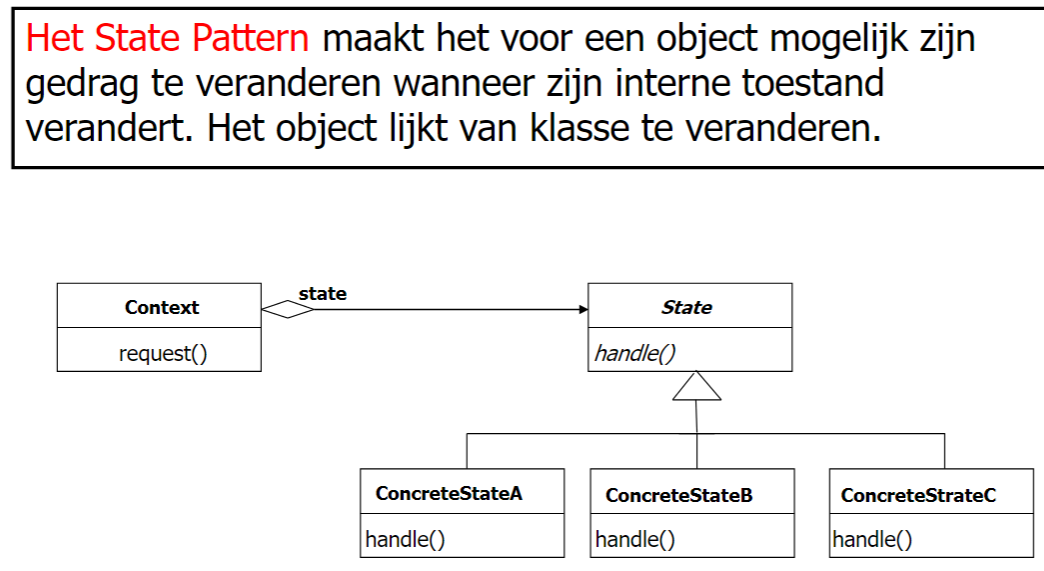 Het State Pattern maakt het voor een object mogelijk zijn
gedrag te veranderen wanneer zijn interne toestand
verandert. Het object lijkt van klasse te veranderen.
Context
request()
state
State
handle()
ConcreteStateA
handle()
ConcreteStateB
handle()
ConcreteStrateC
handle()